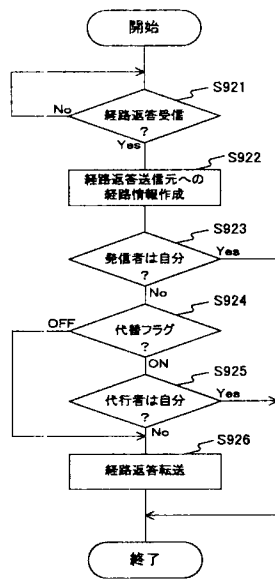 開始
S921
経路返答受信
?
No
Yes
S922
経路返答送信元への
経路情報作成
S923
発信者は自分
?
Yes
No
S924
OFF
代替フラグ
?
ON
S925
代行者は自分
?
Yes
No
S926
経路返答転送
終了